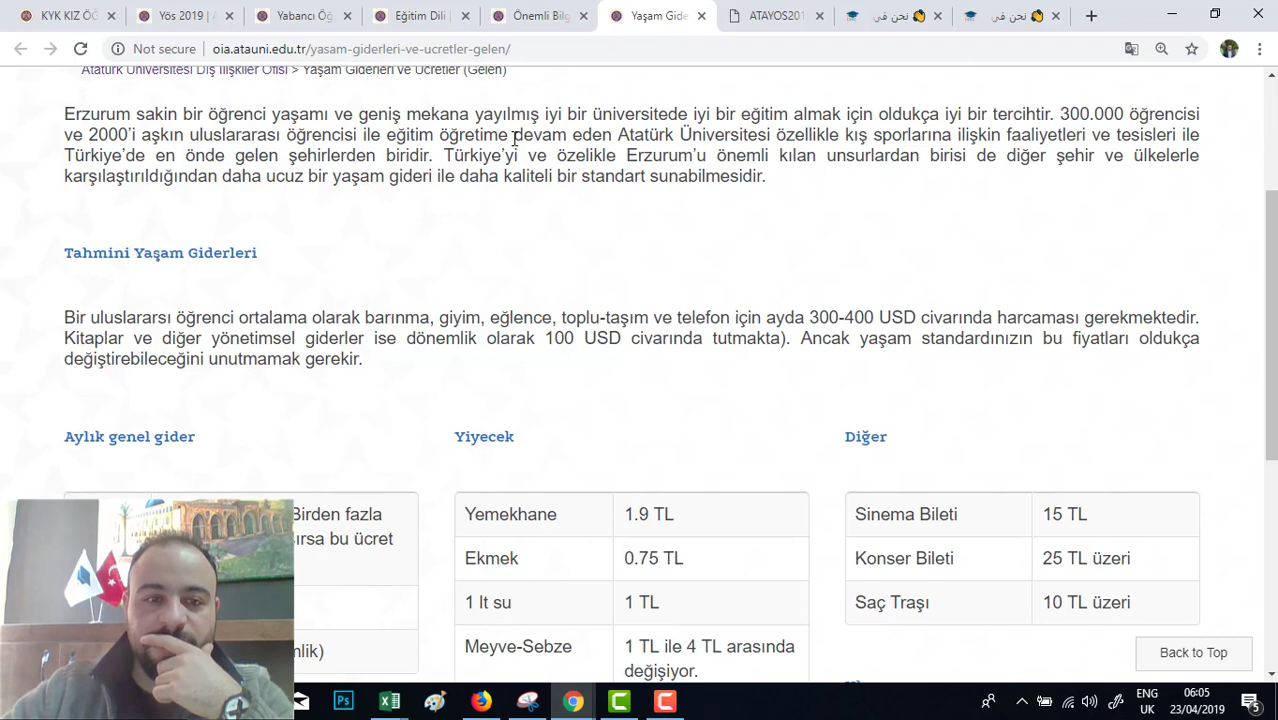 KYK KIZ ÖĞ
Yös 2019 | A
Yabancı Öğ
Eğitim Dili |
Önemli Bilg
Yaşam Gide
ATAYOS201
نحن في
نحن في
Not secure
oia.atauni.edu.tr/yasam-giderleri-ve-ucretler-gelen/
Atatürk Üniversitesi Dış İlişkiler Ofisi > Yaşam Giderleri ve Ücretler (Gelen)
Erzurum sakin bir öğrenci yaşamı ve geniş mekana yayılmış iyi bir üniversitede iyi bir eğitim almak için oldukça iyi bir tercihtir. 300.000 öğrencisi
ve 2000’i aşkın uluslararası öğrencisi ile eğitim öğretime devam eden Atatürk Üniversitesi özellikle kış sporlarına ilişkin faaliyetleri ve tesisleri ile
Türkiye’de en önde gelen şehirlerden biridir. Türkiye’yi ve özelikle Erzurum’u önemli kılan unsurlardan birisi de diğer şehir ve ülkelerle
karşılaştırıldığından daha ucuz bir yaşam gideri ile daha kaliteli bir standart sunabilmesidir.
Tahmini Yaşam Giderleri
Bir uluslararsı öğrenci ortalama olarak barınma, giyim, eğlence, toplu-taşım ve telefon için ayda 300-400 USD civarında harcaması gerekmektedir.
Kitaplar ve diğer yönetimsel giderler ise dönemlik olarak 100 USD civarında tutmakta). Ancak yaşam standardınızın bu fiyatları oldukça
değiştirebileceğini unutmamak gerekir.
Aylık genel gider
Birden fazla
ırsa bu ücret
nlik)
Yiyecek
Yemekhane 1.9 TL
Ekmek 0.75 TL
1 lt su 1 TL
Meyve-Sebze 1 TL ile 4 TL arasında
değişiyor.
Diğer
Sinema Bileti 15 TL
Konser Bileti 25 TL üzeri
Saç Traşı 10 TL üzeri
Back to Top
Ps
ENG
UK
06:05
23/04/2019
5